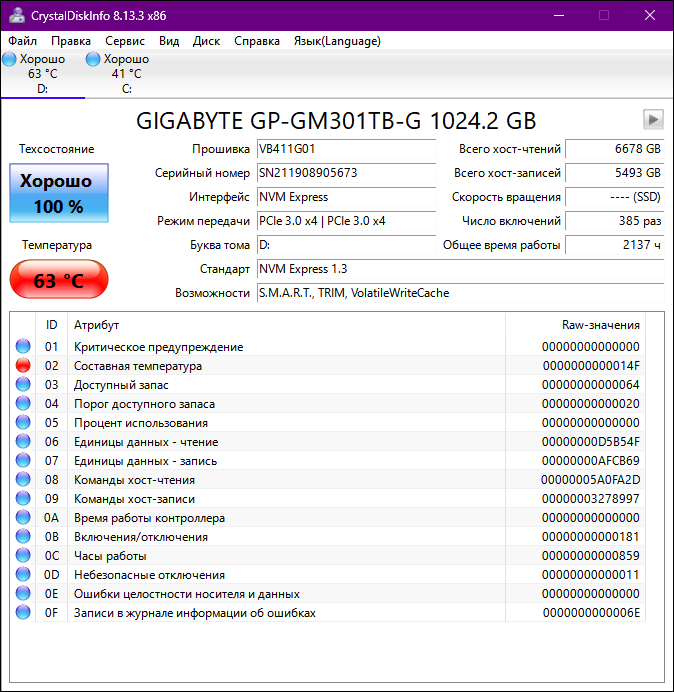 CrystalDiskInfo 8.13.3 x86
Файл Правка Сервис Вид Диск Справка Язык(Language)
Хорошо Хорошо
63 °C 41 °C
D: C:
GIGABYTE GP-GM301TB-G 1024.2 GB
Техсостояние
Хорошо
100 %
Температура
63 °C
Прошивка VB411G01 Всего хост-чтений 6678 GB
Серийный номер SN211908905673 Всего хост-записей 5493 GB
Интерфейс NVM Express Скорость вращения ---- (SSD)
Режим передачи PCIe 3.0 x4 | PCIe 3.0 x4 Число включений 385 раз
Буква тома D: Общее время работы 2137 ч
Стандарт NVM Express 1.3
Возможности S.M.A.R.T., TRIM, VolatileWriteCache
ID Атрибут Raw-значения
01 Критическое предупреждение 00000000000000
02 Составная температура 0000000000014F
03 Доступный запас 00000000000064
04 Порог доступного запаса 00000000000020
05 Процент использования 00000000000000
06 Единицы данных - чтение 00000000D5B54F
07 Единицы данных - запись 00000000AFCB69
08 Команды хост-чтения 00000005A0FA2D
09 Команды хост-записи 00000003278997
0A Время работы контроллера 00000000000000
0B Включения/отключения 00000000000181
0C Часы работы 00000000000859
0D Небезопасные отключения 00000000000011
0E Ошибки целостности носителя и данных 00000000000000
0F Записи в журнале информации об ошибках 0000000000006E